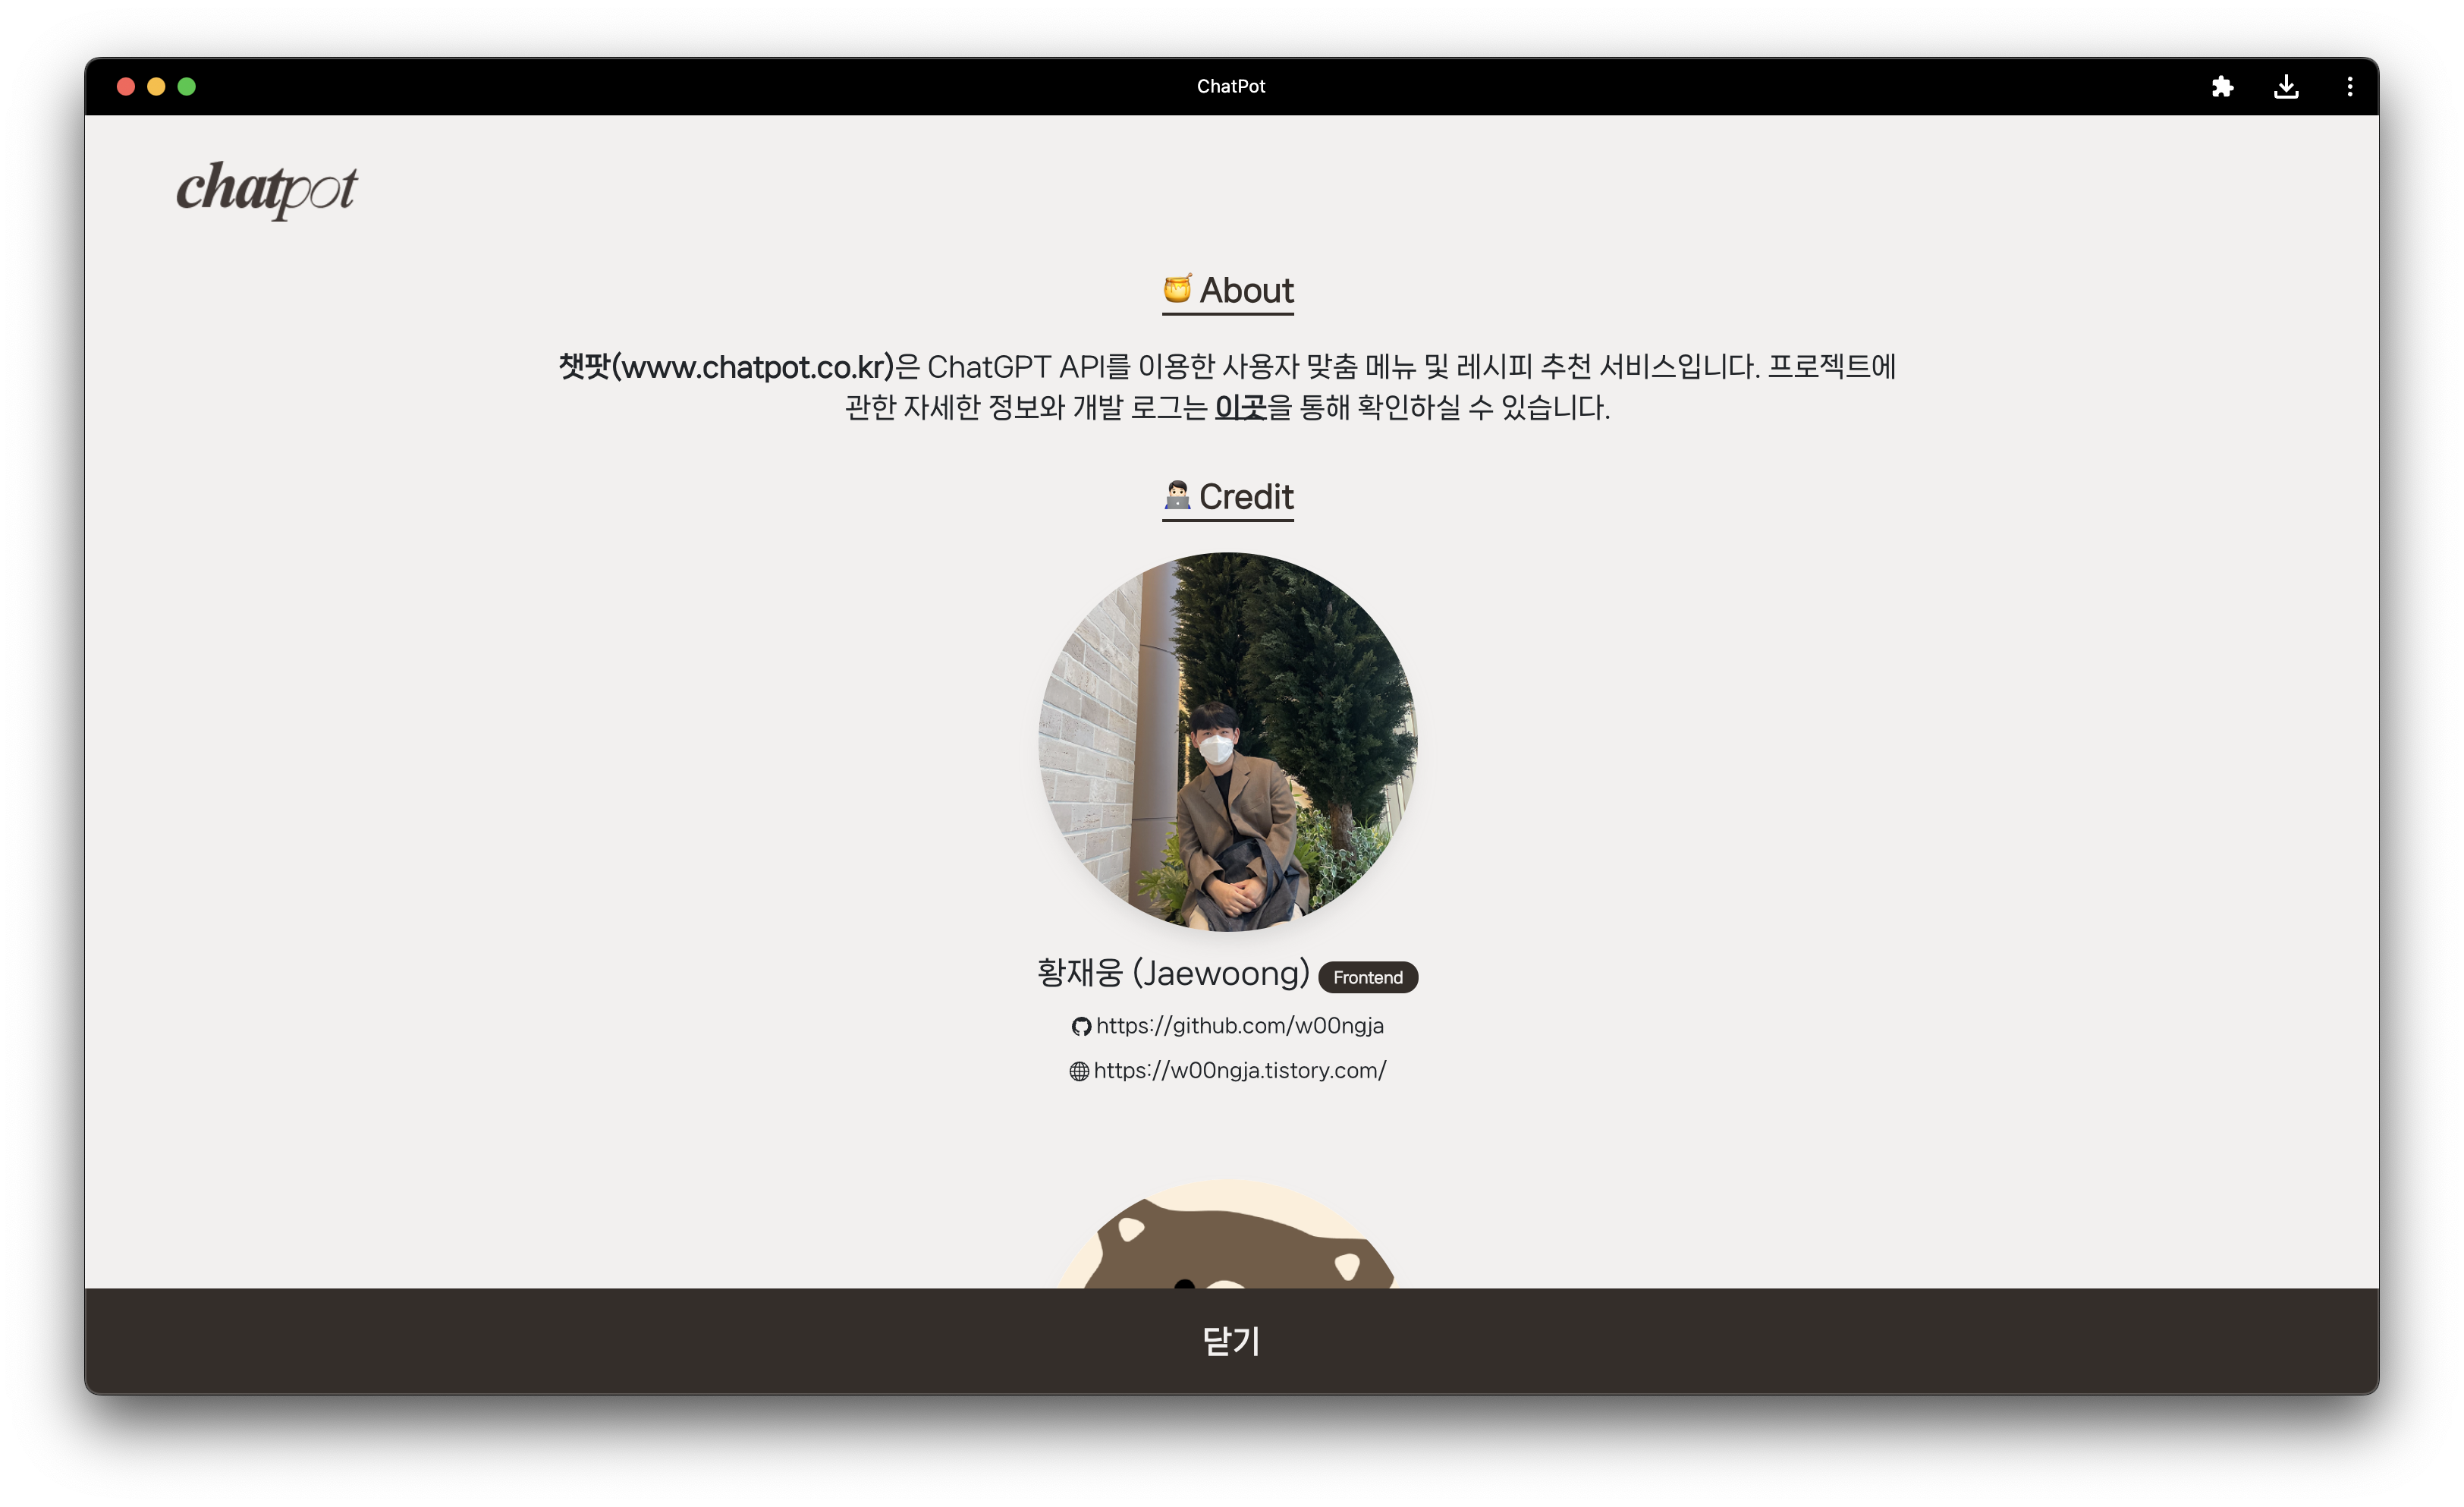 ChatPot
chatpot
About
챗팟(www.chatpot.co.kr)은 ChatGPT API를 이용한 사용자 맞춤 메뉴 및 레시피 추천 서비스입니다. 프로젝트에
관한 자세한 정보와 개발 로그는 이곳을 통해 확인하실 수 있습니다.
Credit
황재웅 (Jaewoong) Frontend
https://github.com/w00ngja
https://w00ngja.tistory.com/
닫기